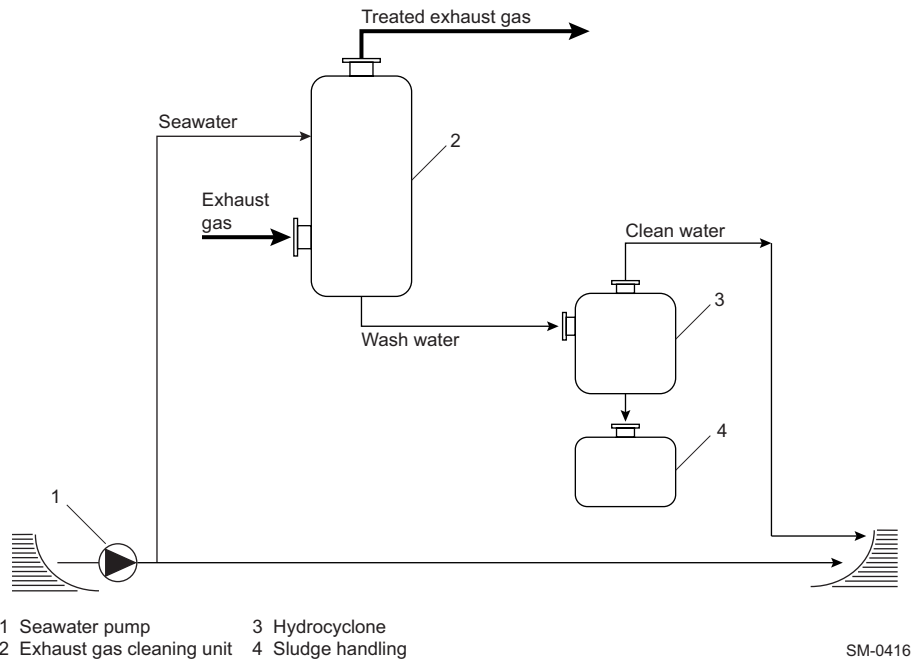 Treated exhaust gas
Seawater
2
Exhaust
gas
Clean water
3
Wash water
4
1
1 Seawater pump 3 Hydrocyclone
2 Exhaust gas cleaning unit 4 Sludge handling
SM-0416